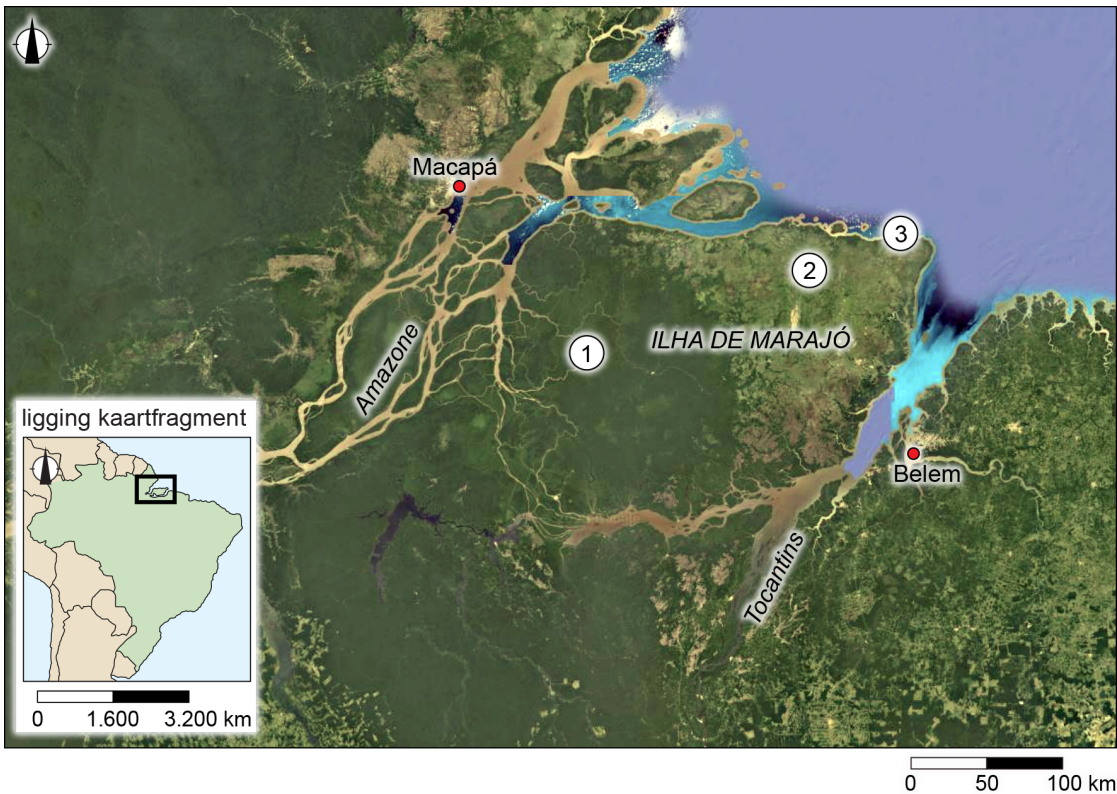 Macapá
3
2
ILHA DE MARAJÓ
1
Amazone
ligging kaartfragment
Belem
Tocantins
0 1.600 3.200 km
0 50 100 km